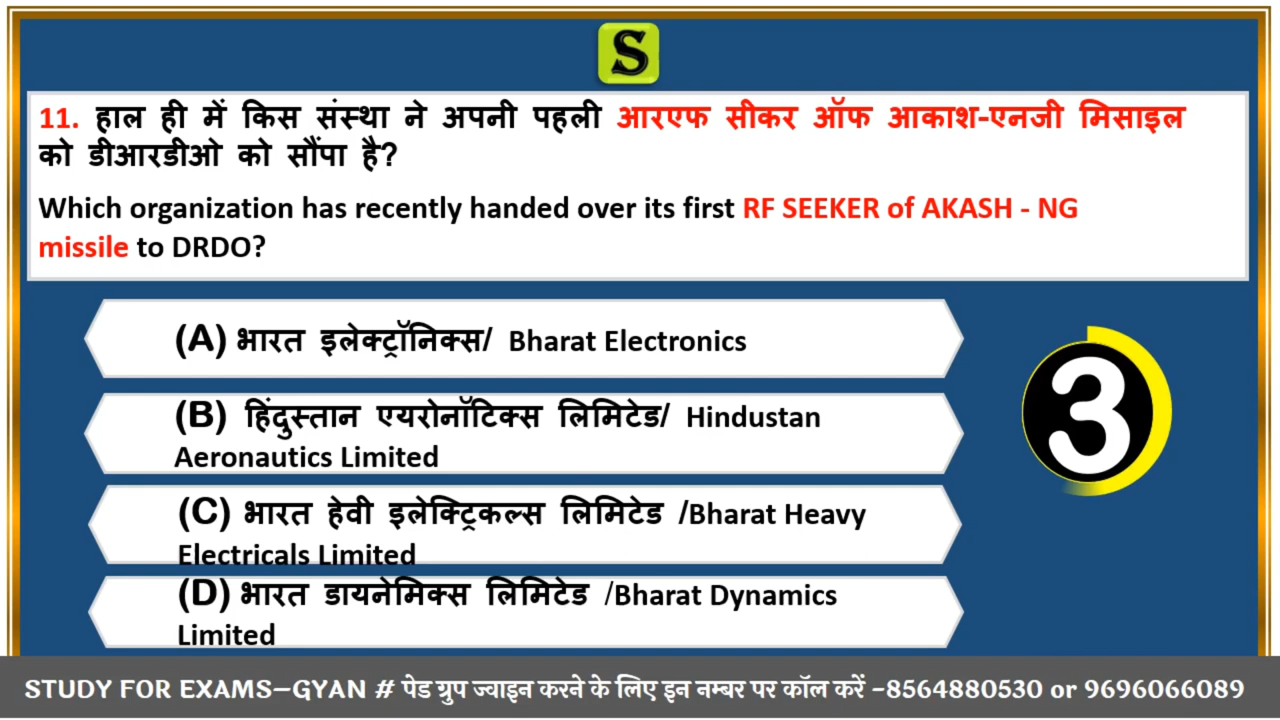 S
11. हाल ही में किस संस्था ने अपनी पहली आरएफ सीकर ऑफ आकाश-एनजी मिसाइल
को डीआरडीओ को सौंपा है?
Which organization has recently handed over its first RF SEEKER of AKASH - NG
missile to DRDO?
(A) भारत इलेक्ट्रॉनिक्स/ Bharat Electronics
(B) हिंदुस्तान एयरोनॉटिक्स लिमिटेड/ Hindustan
Aeronautics Limited
(C) भारत हेवी इलेक्ट्रिकल्स लिमिटेड /Bharat Heavy
Electricals Limited
(D) भारत डायनेमिक्स लिमिटेड /Bharat Dynamics
Limited
3
STUDY FOR EXAMS–GYAN # पेड ग्रुप ज्वाइन करने के लिए इन नम्बर पर कॉल करें -8564880530 or 9696066089